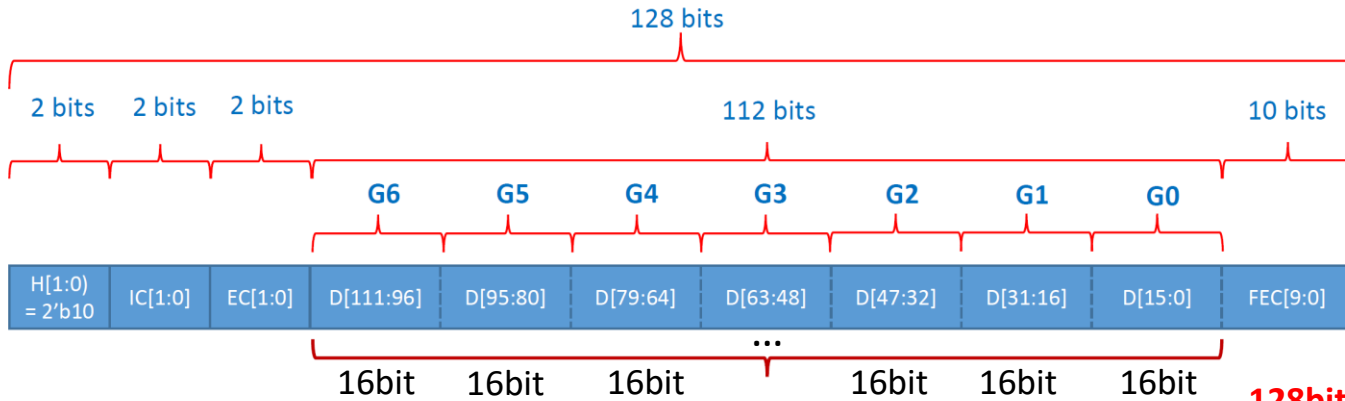 128 bits
2 bits 2 bits 2 bits 112 bits 10 bits
G6 G5 G4 G3 G2 G1 G0
H[1:0) = 2'b10 IC[1:0] EC[1:0] D[111:96] D[95:80] D[79:64] D[63:48] D[47:32] D[31:16] D[15:0] FEC[9:0]
...
16bit 16bit 16bit 16bit 16bit 16bit
128bit